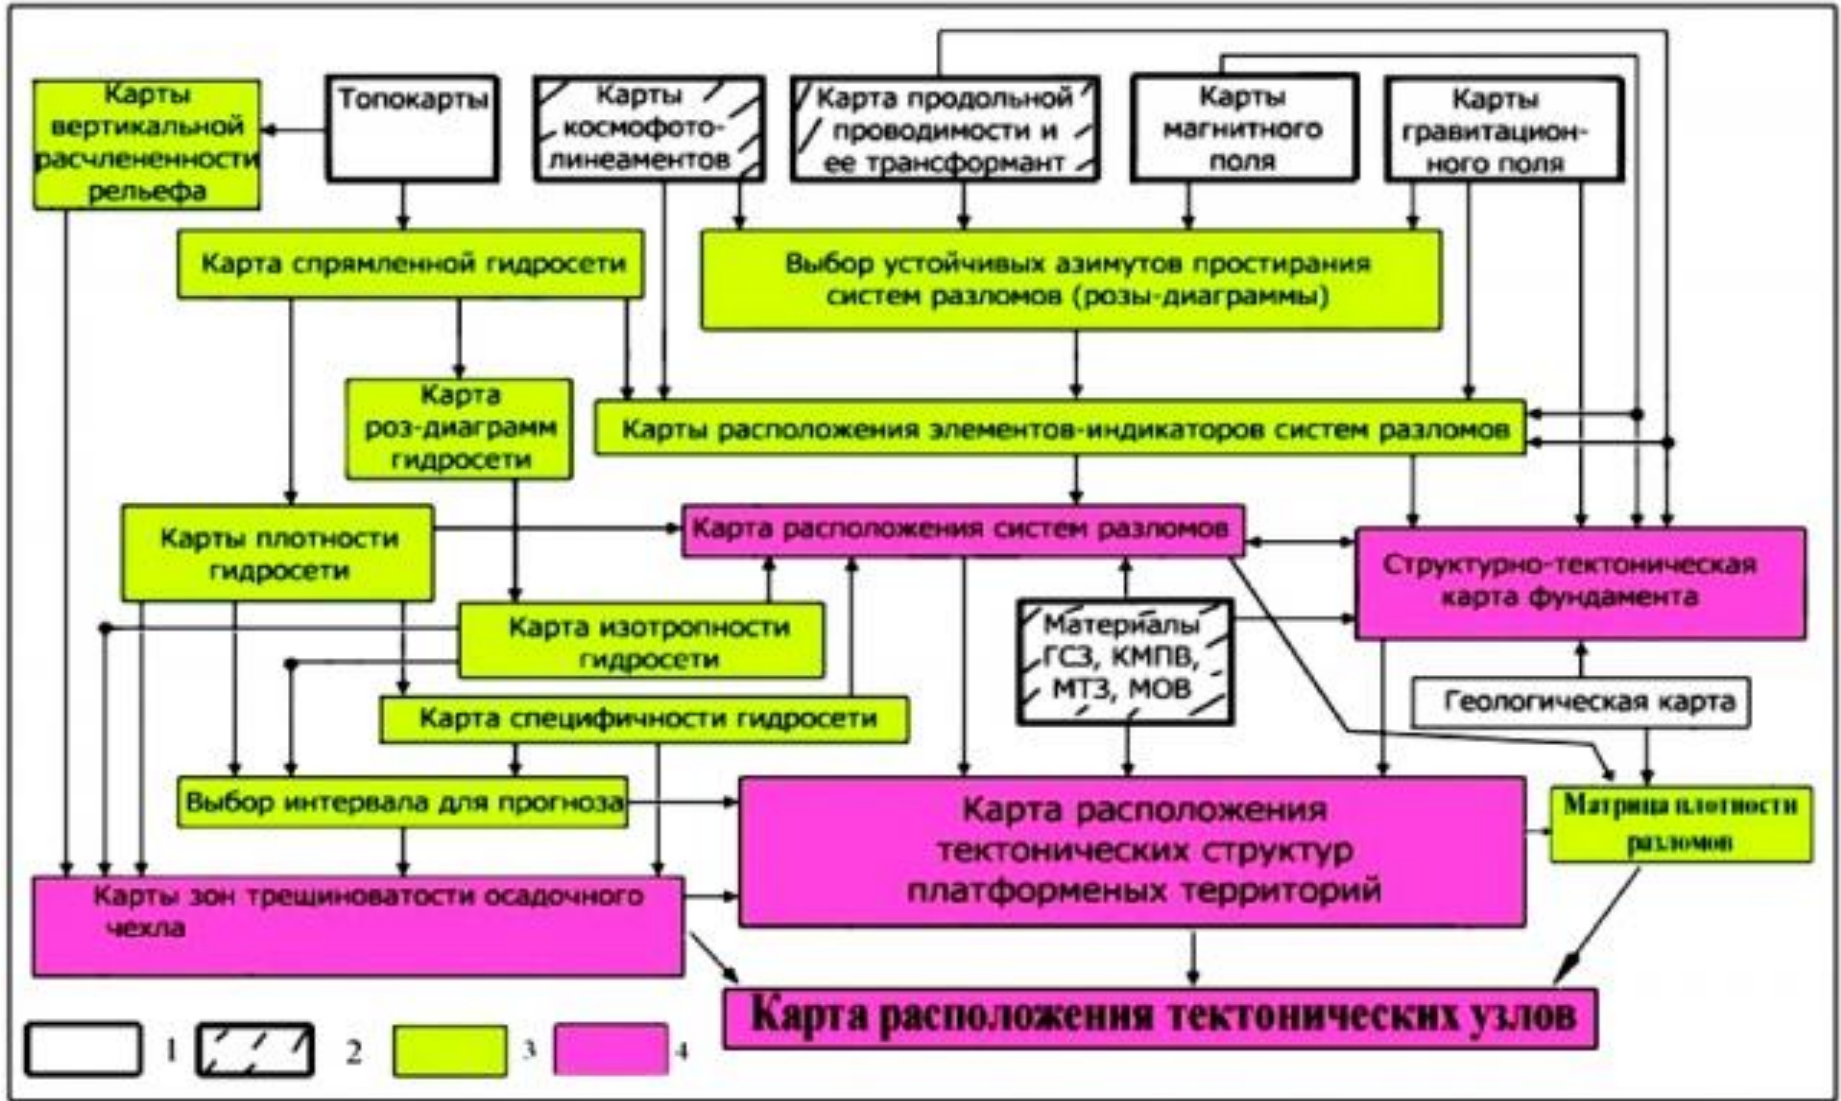 Карты
вертикальной
расчлененности
рельефа
Топокарты
Карты
космофото-
линеаментов
Карта продольной
проводимости и
ее трансформант
Карты
магнитного
поля
Карты
гравитацион-
ного поля
Карта спрямленной гидросети
Выбор устойчивых азимутов простирания
систем разломов (розы-диаграммы)
Карта
роз-диаграмм
гидросети
Карты расположения элементов-индикаторов систем разломов
Карты плотности
гидросети
Карта расположения систем разломов
Структурно-тектоническая
карта фундамента
Карта изотропности
гидросети
Материалы
ГСЗ, КМПВ,
МТЗ, МОВ
Геологическая карта
Карта специфичности гидросети
Выбор интервала для прогноза
Карта расположения
тектонических структур
платформеных территорий
Матрица плотности
разломов
Карты зон трещиноватости осадочного
чехла
Карта расположения тектонических узлов
1
2
3
4